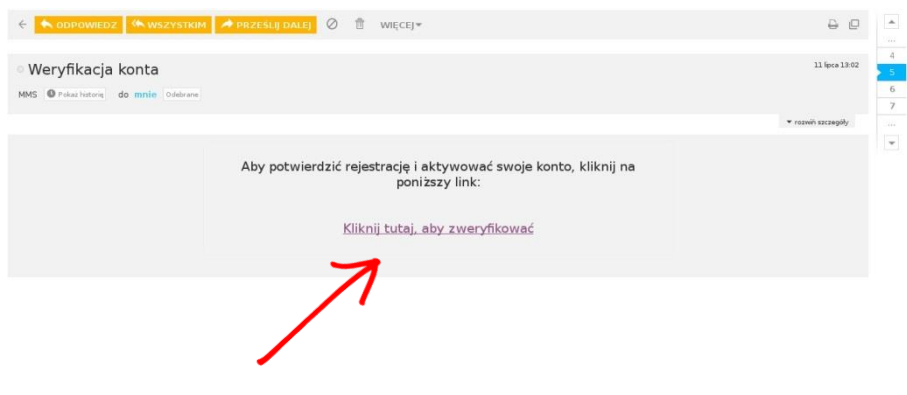 ODPOWIEDZ WSZYSTKIM PRZEŚLIJ DALEJ WIĘCEJ
...
4
Weryfikacja konta 11 lipca 13:02
5
MMS Pokaż historię do mnie Odebrane
6
7
rozwiń szczegóły ...
Aby potwierdzić rejestrację i aktywować swoje konto, kliknij na
poniższy link:
Kliknij tutaj, aby zweryfikować